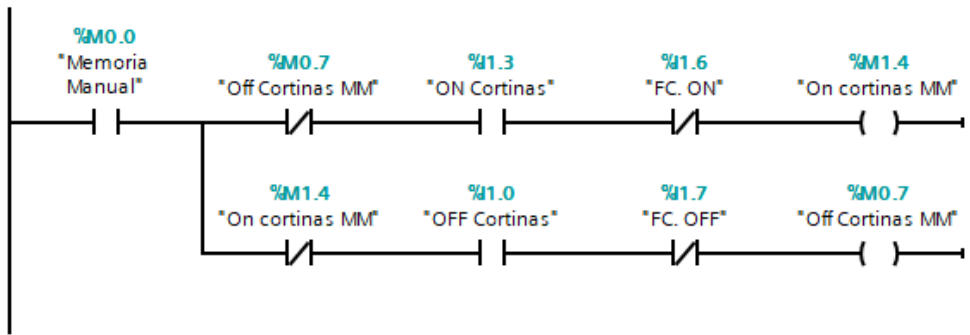 %M0.0
"Memoria
Manual"
%M0.7
"Off Cortinas MM"
%I1.3
"ON Cortinas"
%I1.6
"FC. ON"
%M1.4
"On cortinas MM"
%M1.4
"On cortinas MM"
%I1.0
"OFF Cortinas"
%I1.7
"FC. OFF"
%M0.7
"Off Cortinas MM"